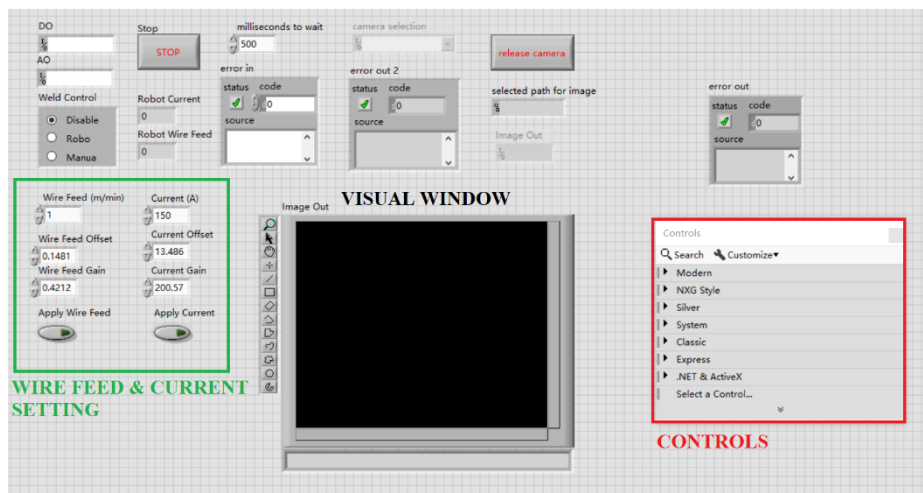 DO
Stop
milliseconds to wait
camera selection
STOP
500
release camera
AO
error in
error out 2
status code
0
source
status code
0
source
selected path for image
error out
status code
0
source
Weld Control
Disable
Robo
Manua
Robot Current
0
Robot Wire Feed
0
Image Out
Wire Feed (m/min)
Current (A)
1
150
Wire Feed Offset
Current Offset
0.1481
13.486
Wire Feed Gain
Current Gain
0.4212
200.57
Apply Wire Feed
Apply Current
WIRE FEED & CURRENT
SETTING
Image Out
VISUAL WINDOW
Controls
Search Customize
Modern
NXG Style
Silver
System
Classic
Express
.NET & ActiveX
Select a Control...
CONTROLS